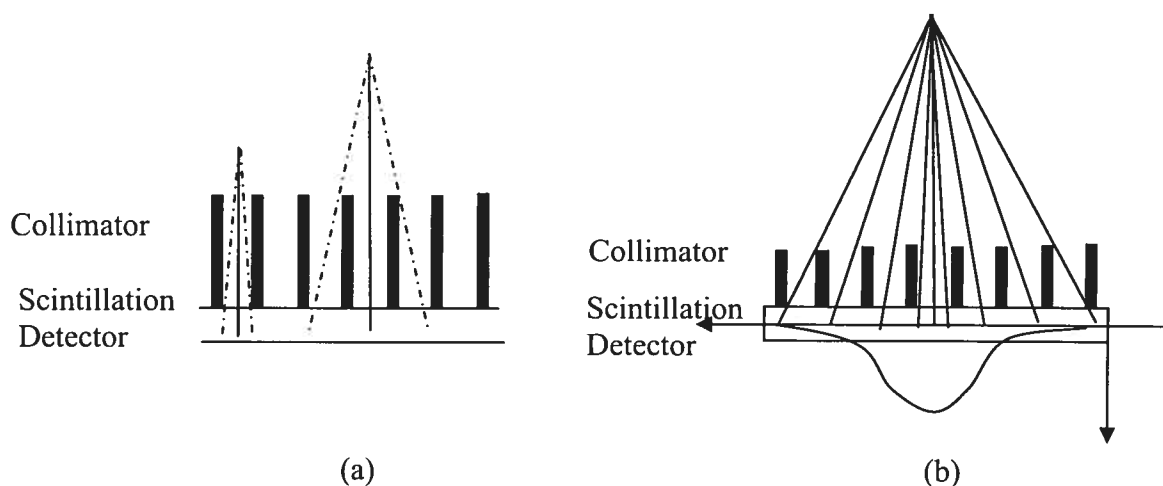 Collimator
Scintillation
Detector
(a)
Collimator
Scintillation
Detector
(b)